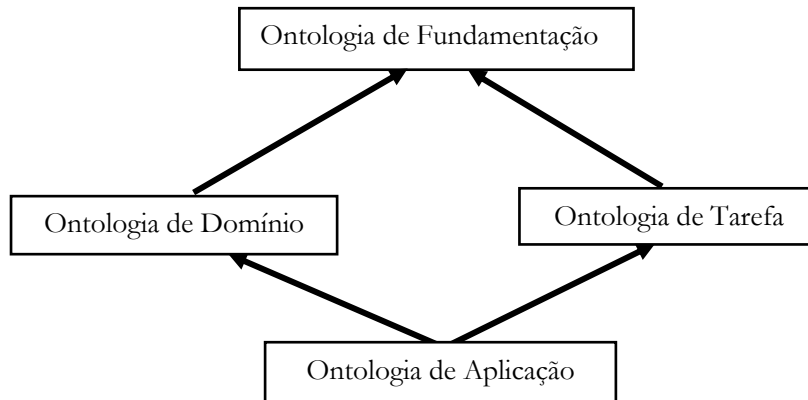 Ontologia de Fundamentação
Ontologia de Domínio
Ontologia de Tarefa
Ontologia de Aplicação